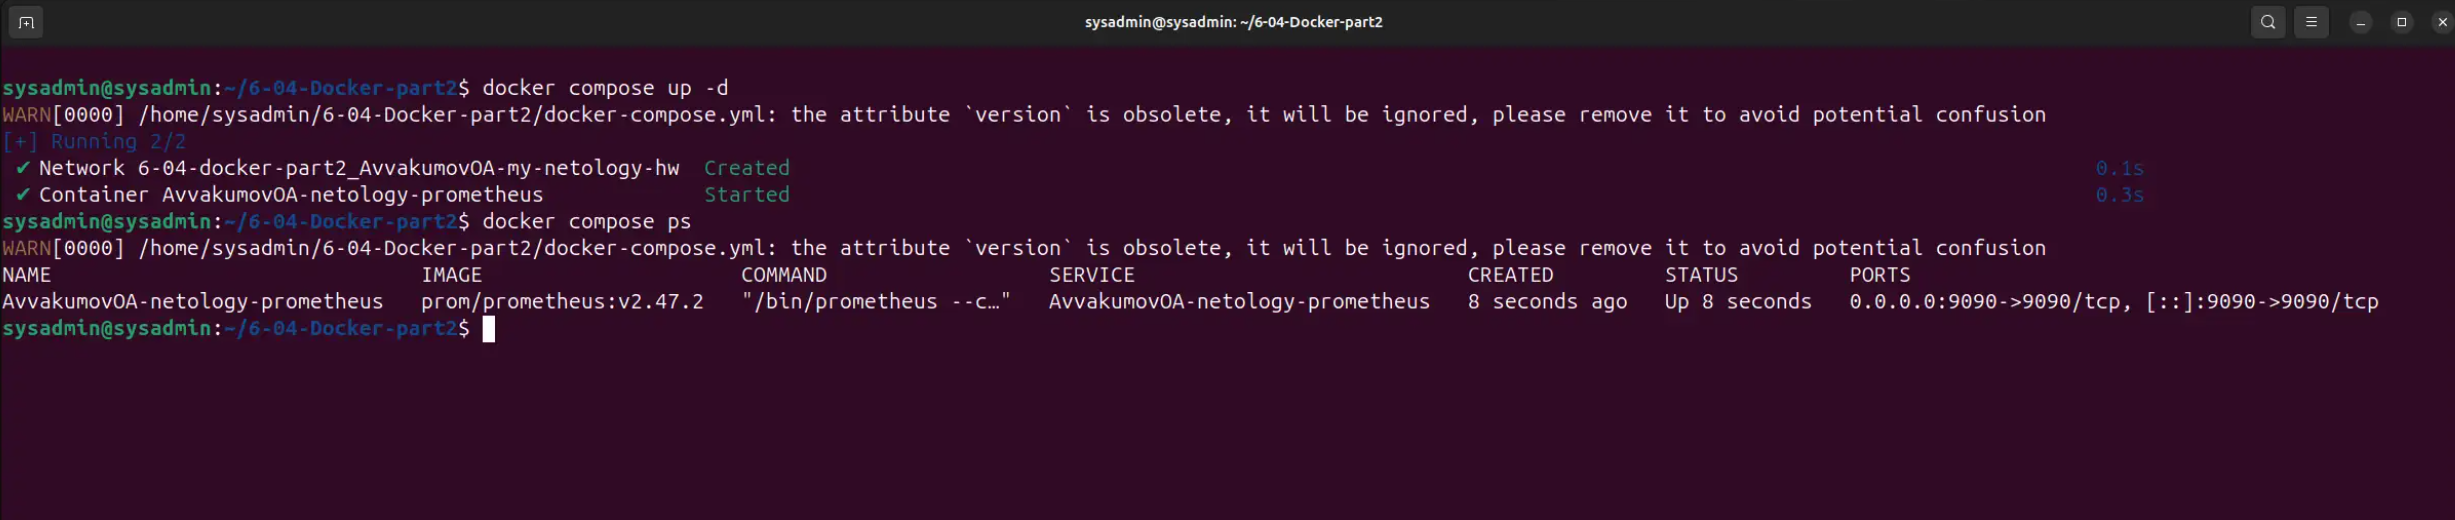 sysadmin@sysadmin: ~/6-04-Docker-part2
sysadmin@sysadmin:~/6-04-Docker-part2$ docker compose up -d
WARN[0000] /home/sysadmin/6-04-Docker-part2/docker-compose.yml: the attribute `version` is obsolete, it will be ignored, please remove it to avoid potential confusion
[+] Running 2/2
✔ Network 6-04-docker-part2_AvvakumovOA-my-netology-hw Created 0.1s
✔ Container AvvakumovOA-netology-prometheus Started 0.3s
sysadmin@sysadmin:~/6-04-Docker-part2$ docker compose ps
WARN[0000] /home/sysadmin/6-04-Docker-part2/docker-compose.yml: the attribute `version` is obsolete, it will be ignored, please remove it to avoid potential confusion
NAME IMAGE COMMAND SERVICE CREATED STATUS PORTS
AvvakumovOA-netology-prometheus prom/prometheus:v2.47.2 "/bin/prometheus --c…" AvvakumovOA-netology-prometheus 8 seconds ago Up 8 seconds 0.0.0.0:9090->9090/tcp, [::]:9090->9090/tcp
sysadmin@sysadmin:~/6-04-Docker-part2$